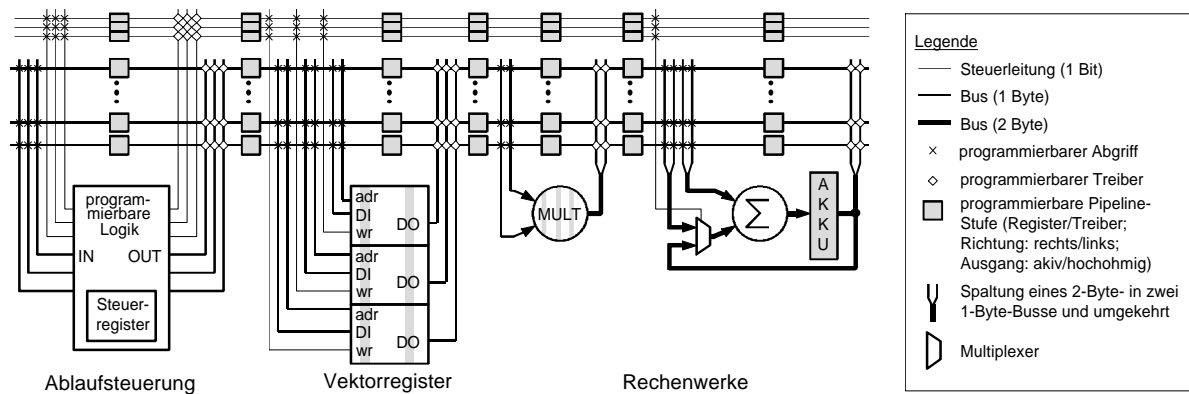 programmierbare
Logik
IN OUT
Steuer-
register
Ablaufsteuerung
adr
DI
wr
DO
adr
DI
wr
DO
adr
DI
wr
DO
Vektorregister
MULT
Σ
A
K
K
U
Rechenwerke
Legende
Steuerleitung (1 Bit)
Bus (1 Byte)
Bus (2 Byte)
programmierbarer Abgriff
programmierbarer Treiber
programmierbare Pipeline-
Stufe (Register/Treiber;
Richtung: rechts/links;
Ausgang: akiv/hochohmig)
Spaltung eines 2-Byte- in zwei
1-Byte-Busse und umgekehrt
Multiplexer